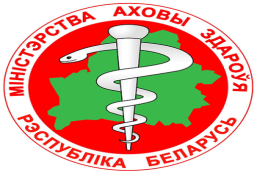 МІНІСТЭРСТВА АХОВЫ ЗДАРОЎЯ
РЭСПУБЛІКА БЕЛАРУСЬ